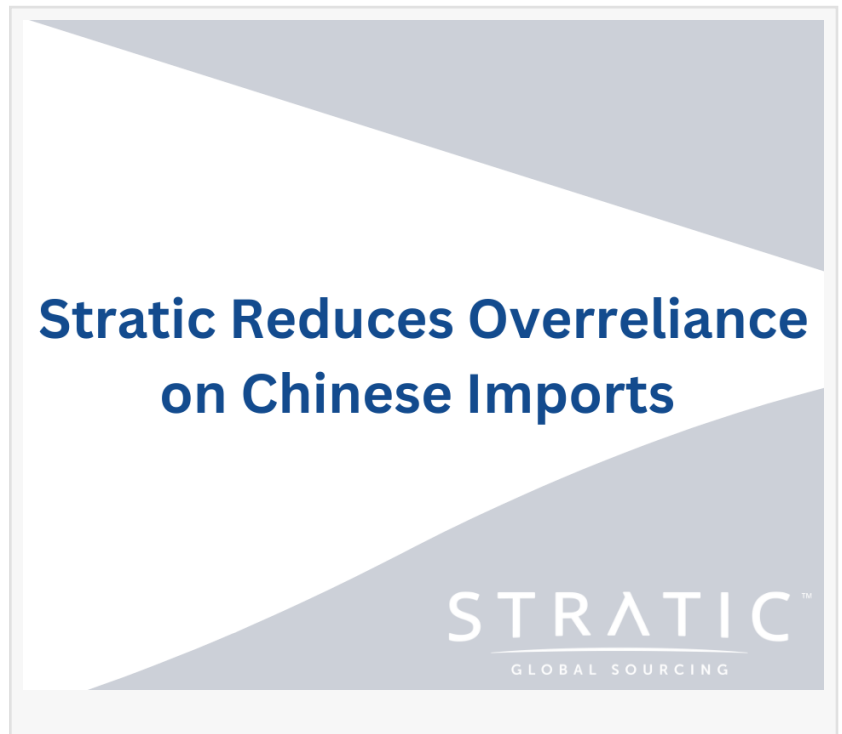 Stratic Reduces Overreliance
on Chinese Imports
STRATIC™
GLOBAL SOURCING